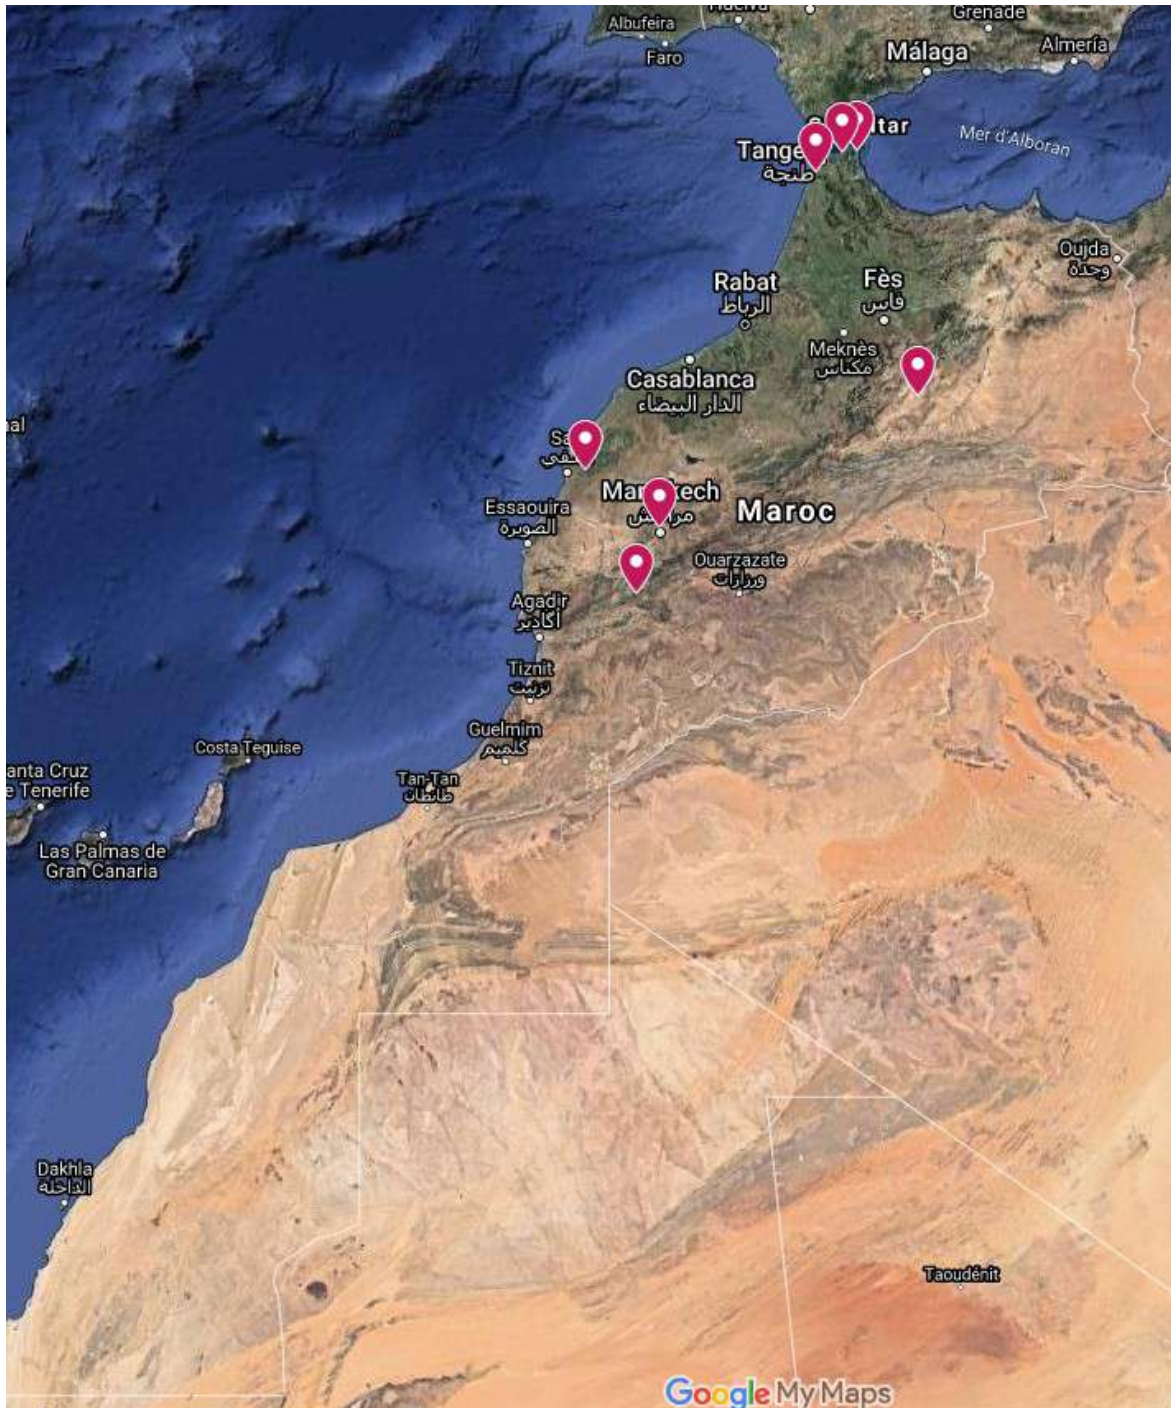 Albufeira
Faro
Grenade
Málaga
Almería
Mer d'Alboran
طنجة
Oujda
وجدة
Rabat
الرباط
Fès
فاس
Meknès
مكناس
Casablanca
الدار البيضاء
Essaouira
الصويرة
Maroc
Ouarzazate
ورزازات
Agadir
أكادير
Tiznit
تزنيت
Guelmim
كلميم
Costa Teguise
Tan-Tan
طانطان
Las Palmas de
Gran Canaria
Dakhla
الداخلة
Taoudénit
Google My Maps